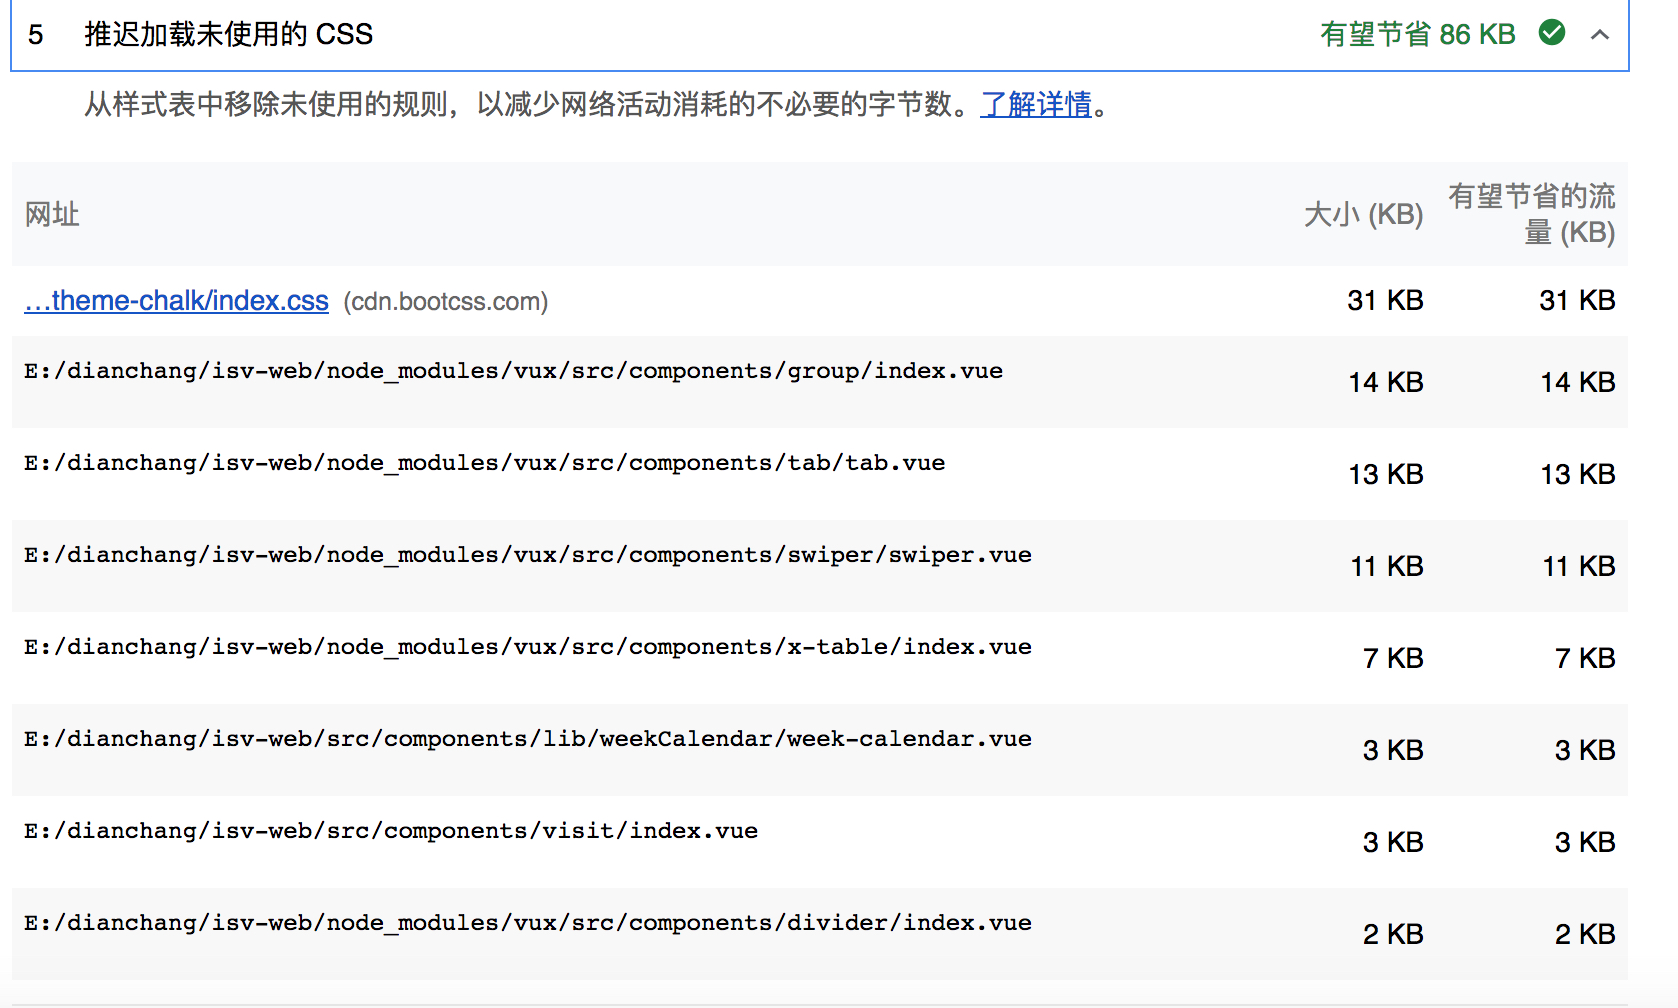 5 推迟加载未使用的 CSS 有望节省 86 KB
从样式表中移除未使用的规则，以减少网络活动消耗的不必要的字节数。了解详情。
网址 大小 (KB) 有望节省的流
量 (KB)
…theme-chalk/index.css (cdn.bootcss.com) 31 KB 31 KB
E:/dianchang/isv-web/node_modules/vux/src/components/group/index.vue 14 KB 14 KB
E:/dianchang/isv-web/node_modules/vux/src/components/tab/tab.vue 13 KB 13 KB
E:/dianchang/isv-web/node_modules/vux/src/components/swiper/swiper.vue 11 KB 11 KB
E:/dianchang/isv-web/node_modules/vux/src/components/x-table/index.vue 7 KB 7 KB
E:/dianchang/isv-web/src/components/lib/weekCalendar/week-calendar.vue 3 KB 3 KB
E:/dianchang/isv-web/src/components/visit/index.vue 3 KB 3 KB
E:/dianchang/isv-web/node_modules/vux/src/components/divider/index.vue 2 KB 2 KB